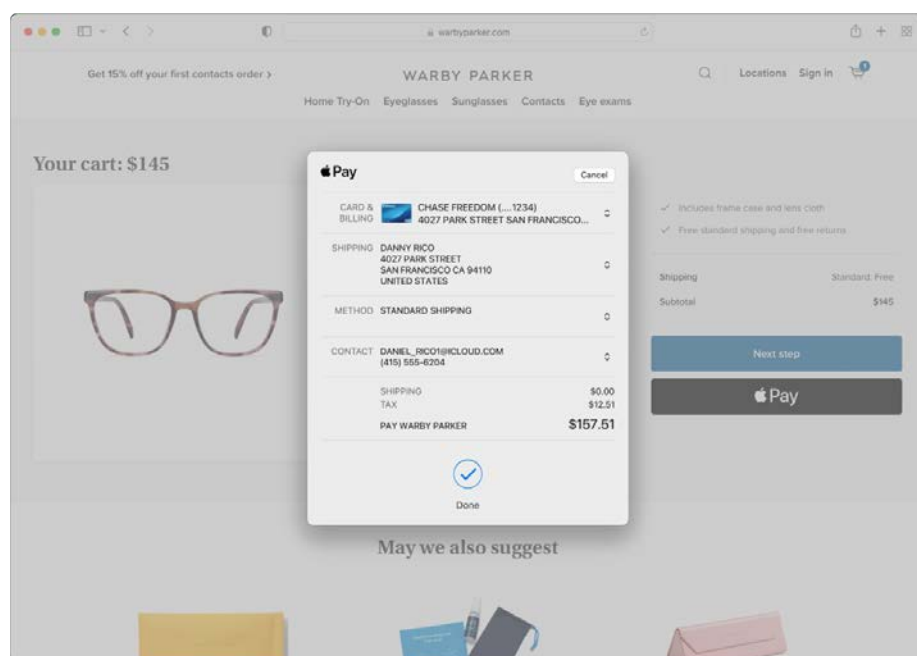 warbyparker.com
Get 15% off your first contacts order >
WARBY PARKER
Locations Sign in
1
Home Try-On Eyeglasses Sunglasses Contacts Eye exams
Your cart: $145
Pay
Cancel
CARD & BILLING
CHASE FREEDOM (....1234)
4027 PARK STREET SAN FRANCISCO...
SHIPPING
DANNY RICO
4027 PARK STREET
SAN FRANCISCO CA 94110
UNITED STATES
METHOD
STANDARD SHIPPING
CONTACT
DANIEL_RICO1@ICLOUD.COM
(415) 555-6204
SHIPPING $0.00
TAX $12.51
PAY WARBY PARKER $157.51
Done
Includes frame case and lens cloth
Free standard shipping and free returns
Shipping Standard: Free
Subtotal $145
Next step
Pay
May we also suggest